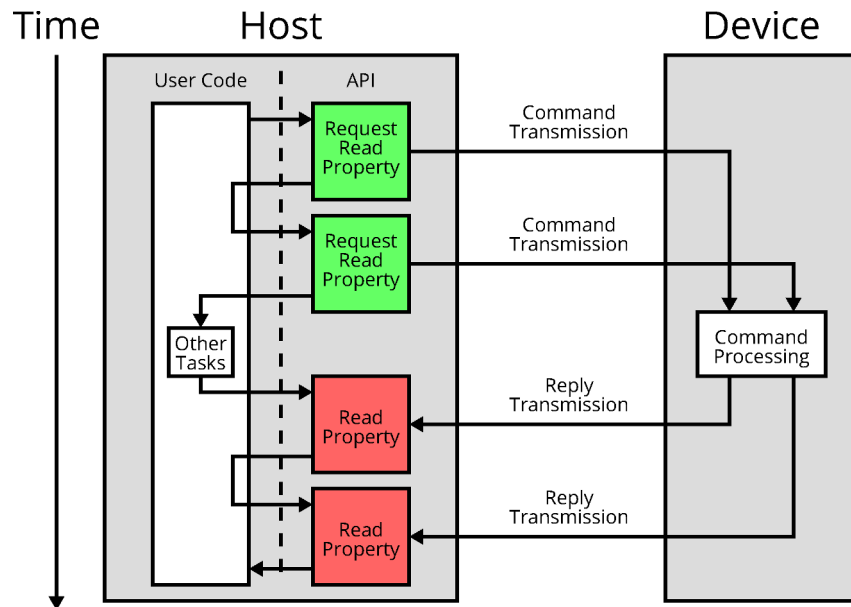 Time
Host
Device
User Code
API
Request
Read
Property
Command
Transmission
Request
Read
Property
Command
Transmission
Other
Tasks
Command
Processing
Read
Property
Reply
Transmission
Read
Property
Reply
Transmission